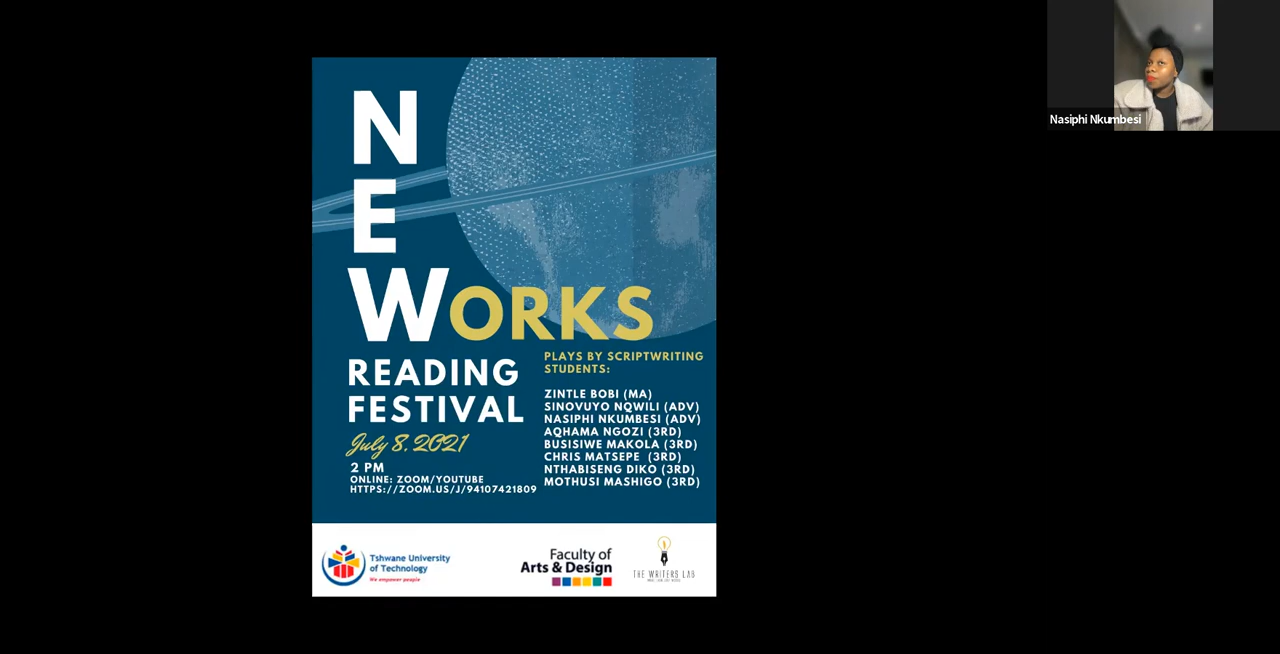 N
E
WORKS
READING
FESTIVAL
July 8, 2021
2 PM
ONLINE: ZOOM/YOUTUBE
HTTPS://ZOOM.US/J/94107421809
PLAYS BY SCRIPTWRITING
STUDENTS:
ZINTLE BOBI (MA)
SINOVUYO NQWILI (ADV)
NASIPHI NKUMBESI (ADV)
AQHAMA NGOZI (3RD)
BUSISIWE MAKOLA (3RD)
CHRIS MATSEPE (3RD)
NTHABISENG DIKO (3RD)
MOTHUSI MASHIGO (3RD)
Tshwane University
of Technology
We empower people
Faculty of
Arts & Design
THE WRITERS LAB
Nasiphi Nkumbesi